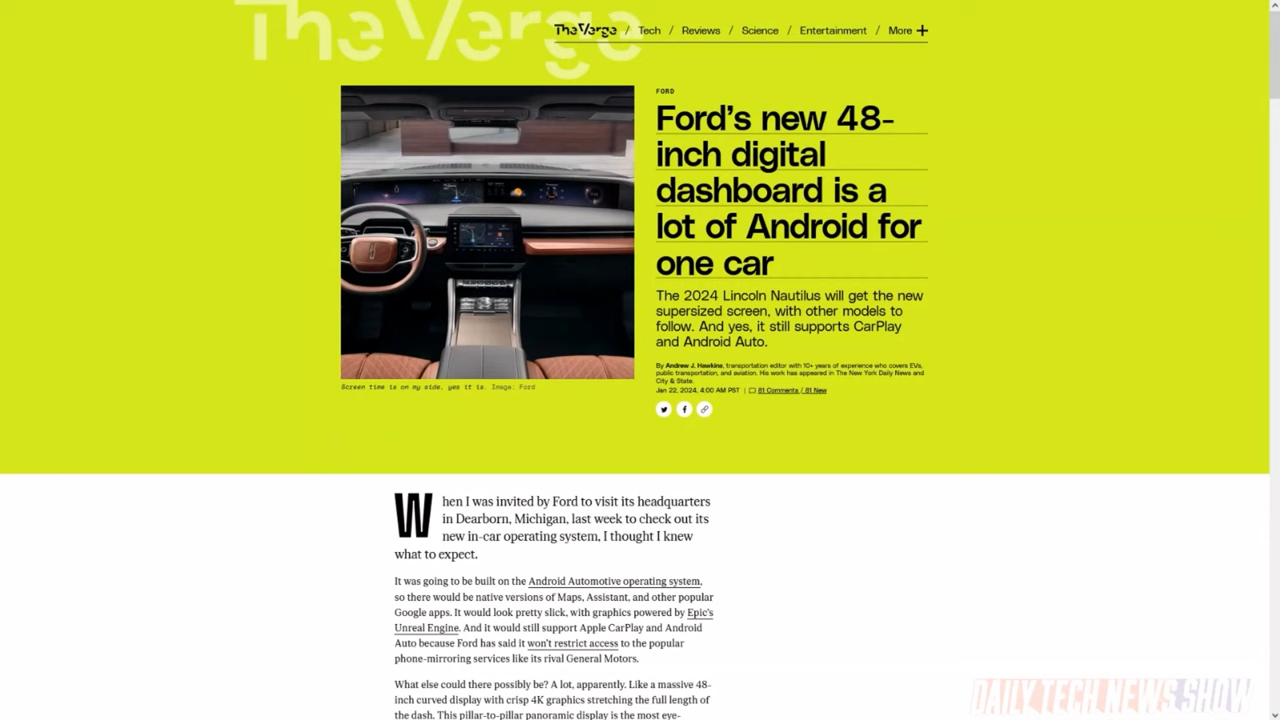 The Verge
The Verge / Tech / Reviews / Science / Entertainment / More +
FORD
Ford's new 48-
inch digital
dashboard is a
lot of Android for
one car
The 2024 Lincoln Nautilus will get the new
supersized screen, with other models to
follow. And yes, it still supports CarPlay
and Android Auto.
By Andrew J. Hawkins, transportation editor with 10+ years of experience who covers EVs,
public transportation, and aviation. His work has appeared in The New York Daily News and
City & State.
Jan 22, 2024, 4:00 AM PST | 81 Comments / 81 New
Screen time is on my side, yes it is. Image: Ford
When I was invited by Ford to visit its headquarters
in Dearborn, Michigan, last week to check out its
new in-car operating system, I thought I knew
what to expect.
It was going to be built on the Android Automotive operating system,
so there would be native versions of Maps, Assistant, and other popular
Google apps. It would look pretty slick, with graphics powered by Epic's
Unreal Engine. And it would still support Apple CarPlay and Android
Auto because Ford has said it won't restrict access to the popular
phone-mirroring services like its rival General Motors.
What else could there possibly be? A lot, apparently. Like a massive 48-
inch curved display with crisp 4K graphics stretching the full length of
the dash. This pillar-to-pillar panoramic display is the most eye-
DAILY TECH NEWS SHOW